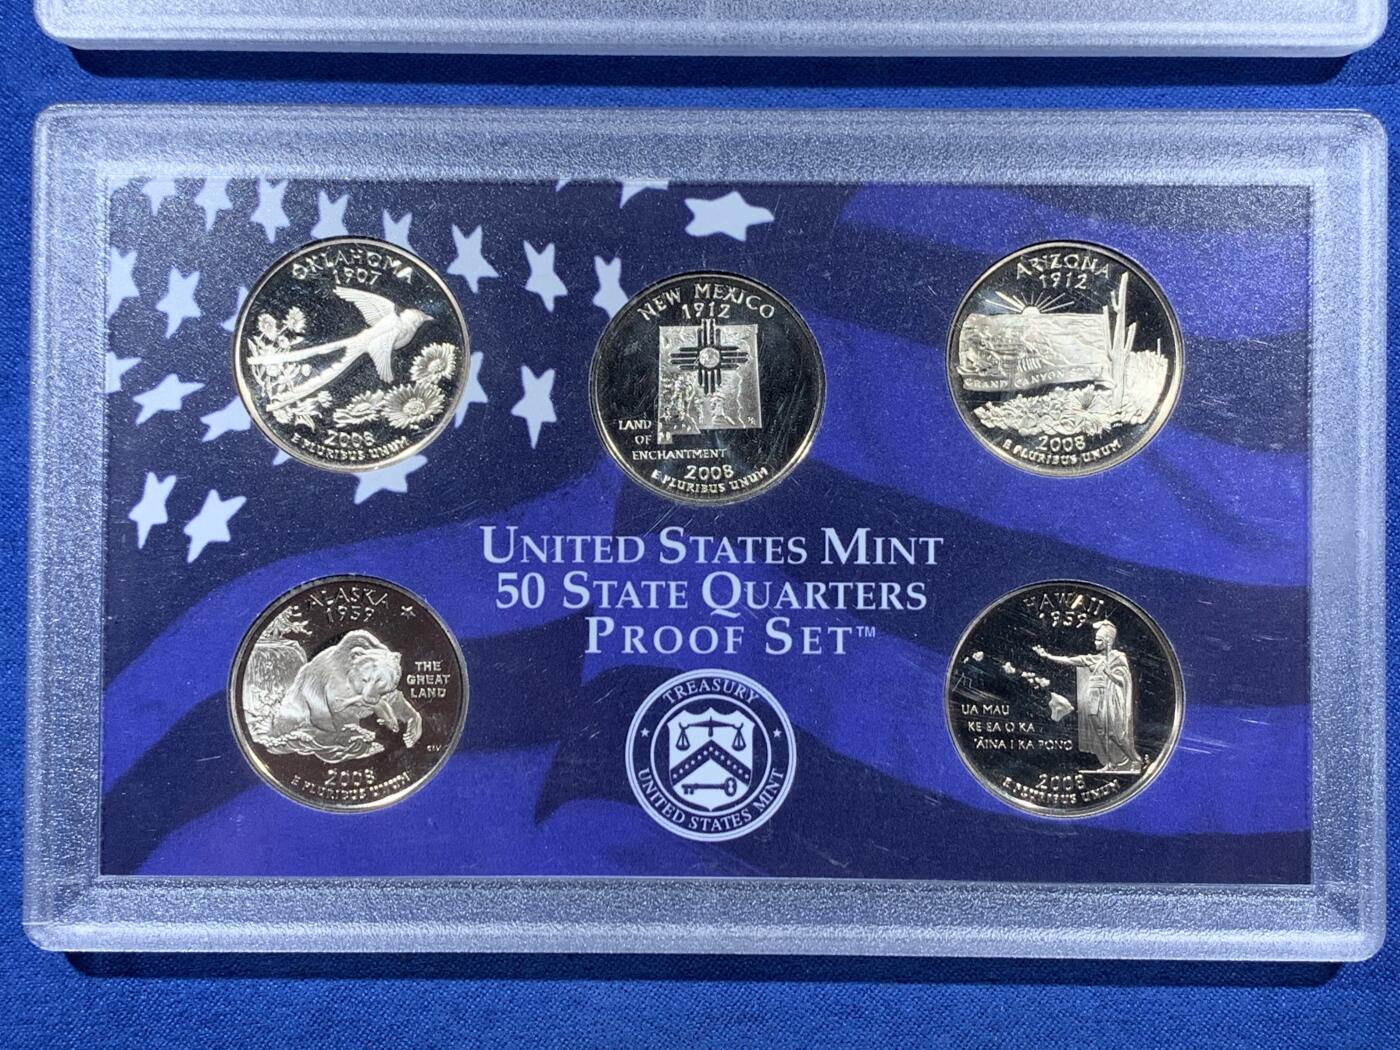 OKLAHOMA
1907
2008
E PLURIBUS UNUM
NEW MEXICO
1912
LAND
OF
ENCHANTMENT
2008
E PLURIBUS UNUM
ARIZONA
1912
GRAND CANYON STATE
2008
E PLURIBUS UNUM
UNITED STATES MINT
50 STATE QUARTERS
PROOF SET™
ALASKA
1959
THE
GREAT
LAND
2008
E PLURIBUS UNUM
TREASURY
UNITED STATES MINT
HAWAI'I
1959
UA MAU
KE EA O KA
'ĀINA I KA PONO
2008
E PLURIBUS UNUM